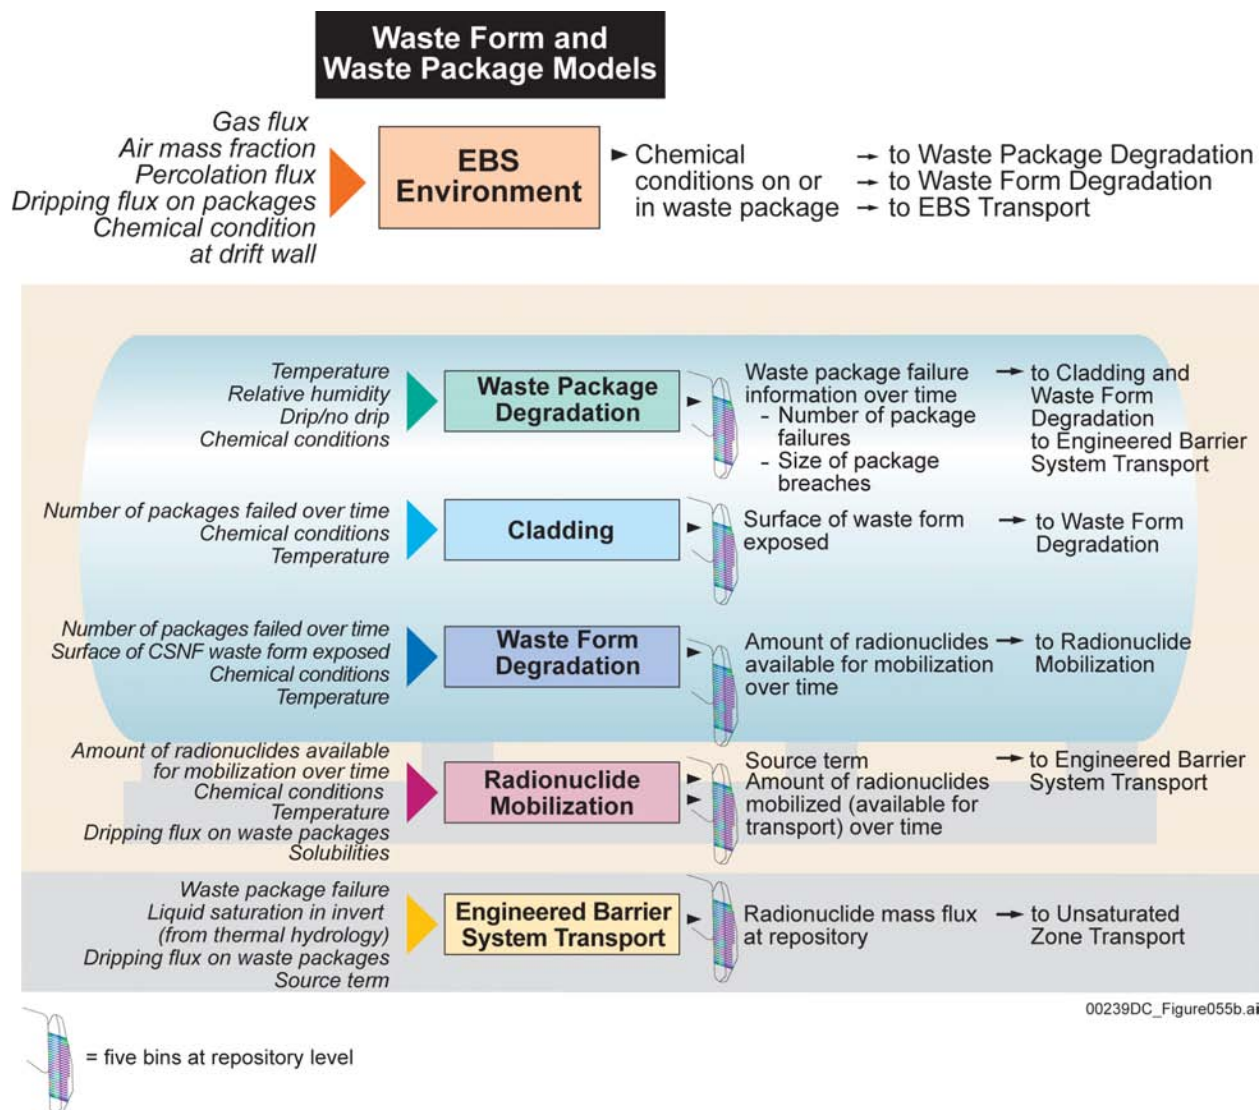 Waste Form and
Waste Package Models
Gas flux
Air mass fraction
Percolation flux
Dripping flux on packages
Chemical condition
at drift wall
EBS
Environment
Chemical
conditions on or
in waste package
→ to Waste Package Degradation
→ to Waste Form Degradation
→ to EBS Transport
Temperature
Relative humidity
Drip/no drip
Chemical conditions
Waste Package
Degradation
Waste package failure
information over time
- Number of package
failures
- Size of package
breaches
→ to Cladding and
Waste Form
Degradation
to Engineered Barrier
System Transport
Number of packages failed over time
Chemical conditions
Temperature
Cladding
Surface of waste form
exposed
→ to Waste Form
Degradation
Number of packages failed over time
Surface of CSNF waste form exposed
Chemical conditions
Temperature
Waste Form
Degradation
Amount of radionuclides
available for mobilization
over time
→ to Radionuclide
Mobilization
Amount of radionuclides available
for mobilization over time
Chemical conditions
Temperature
Dripping flux on waste packages
Solubilities
Radionuclide
Mobilization
Source term
Amount of radionuclides
mobilized (available for
transport) over time
→ to Engineered Barrier
System Transport
Waste package failure
Liquid saturation in invert
(from thermal hydrology)
Dripping flux on waste packages
Source term
Engineered Barrier
System Transport
Radionuclide mass flux
at repository
→ to Unsaturated
Zone Transport
00239DC_Figure055b.ai
= five bins at repository level